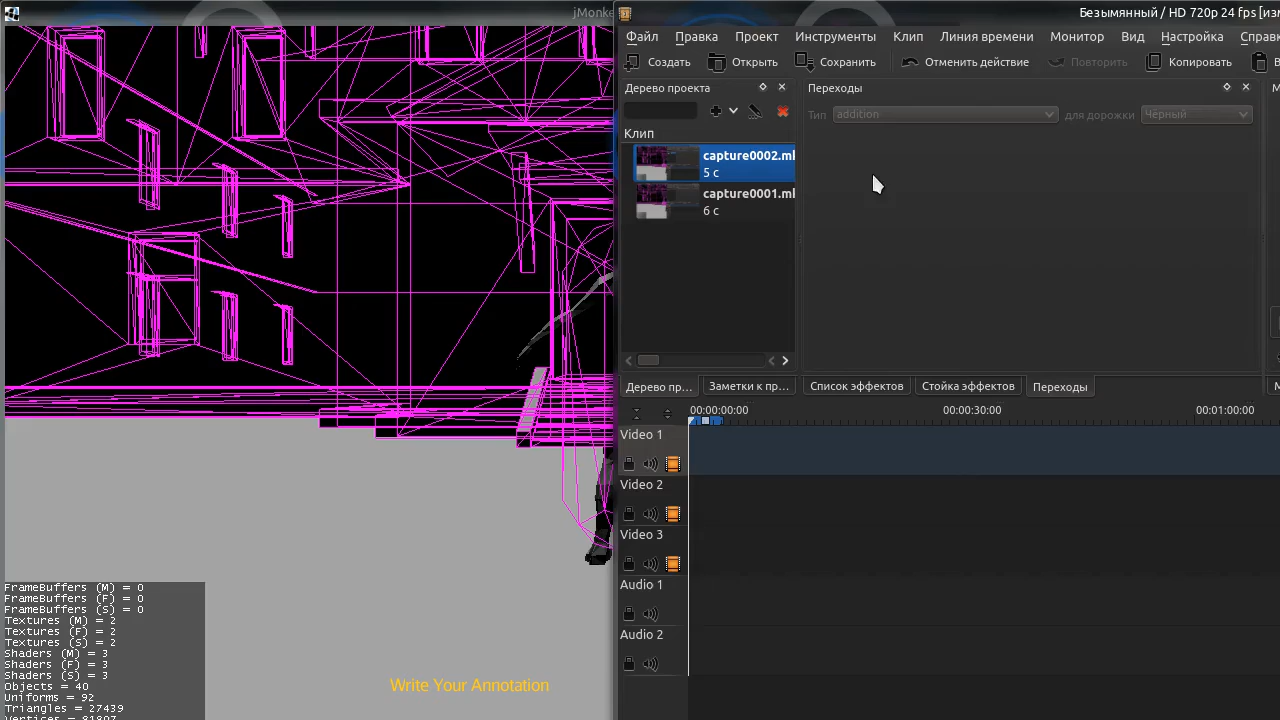 jMonke
Безымянный / HD 720p 24 fps [изм
Файл Правка Проект Инструменты Клип Линия времени Монитор Вид Настройка Справк
Создать Открыть Сохранить Отменить действие Повторить Копировать В
Дерево проекта
Переходы
Тип addition для дорожки Чёрный
Клип
capture0002.ml
5 с
capture0001.ml
6 с
Дерево пр... Заметки к п... Список эффектов Стойка эффектов Переходы
00:00:00:00 00:00:30:00 00:01:00:00
Video 1
Video 2
Video 3
Audio 1
Audio 2
FrameBuffers (M) = 0
FrameBuffers (F) = 0
FrameBuffers (S) = 0
Textures (M) = 2
Textures (F) = 2
Textures (S) = 2
Shaders (M) = 3
Shaders (F) = 3
Shaders (S) = 3
Objects = 40
Uniforms = 92
Triangles = 27439
Vertices = 81807
Write Your Annotation